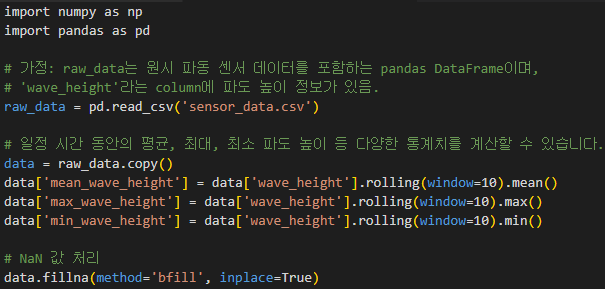 import numpy as np
import pandas as pd
# 가정: raw_data는 원시 파동 센서 데이터를 포함하는 pandas DataFrame이며,
# 'wave_height'라는 column에 파도 높이 정보가 있음.
raw_data = pd.read_csv('sensor_data.csv')
# 일정 시간 동안의 평균, 최대, 최소 파도 높이 등 다양한 통계치를 계산할 수 있습니다.
data = raw_data.copy()
data['mean_wave_height'] = data['wave_height'].rolling(window=10).mean()
data['max_wave_height'] = data['wave_height'].rolling(window=10).max()
data['min_wave_height'] = data['wave_height'].rolling(window=10).min()
# NaN 값 처리
data.fillna(method='bfill', inplace=True)